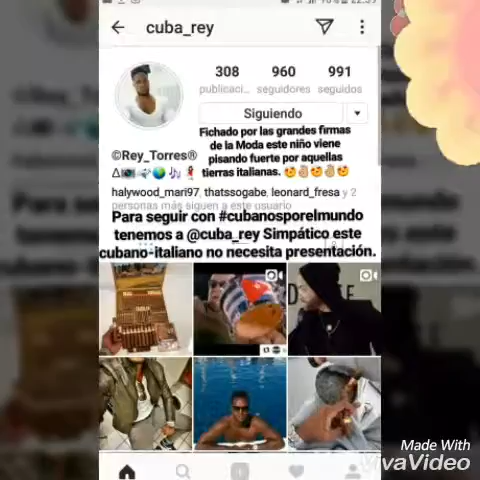 cuba_rey
308 960 991
publicaci... seguidores seguidos
Siguiendo
Fichado por las grandes firmas
de la Moda este niño viene
pisando fuerte por aquellas
tierras italianas.
©Rey_Torres®
halywood_mari97, thatssogabe, leonard_fresa y 2
personas más siguen a este usuario
Para seguir con #cubanosporelmundo
tenemos a @cuba_rey Simpático este
cubano-italiano no necesita presentación.
Made With
VivaVideo